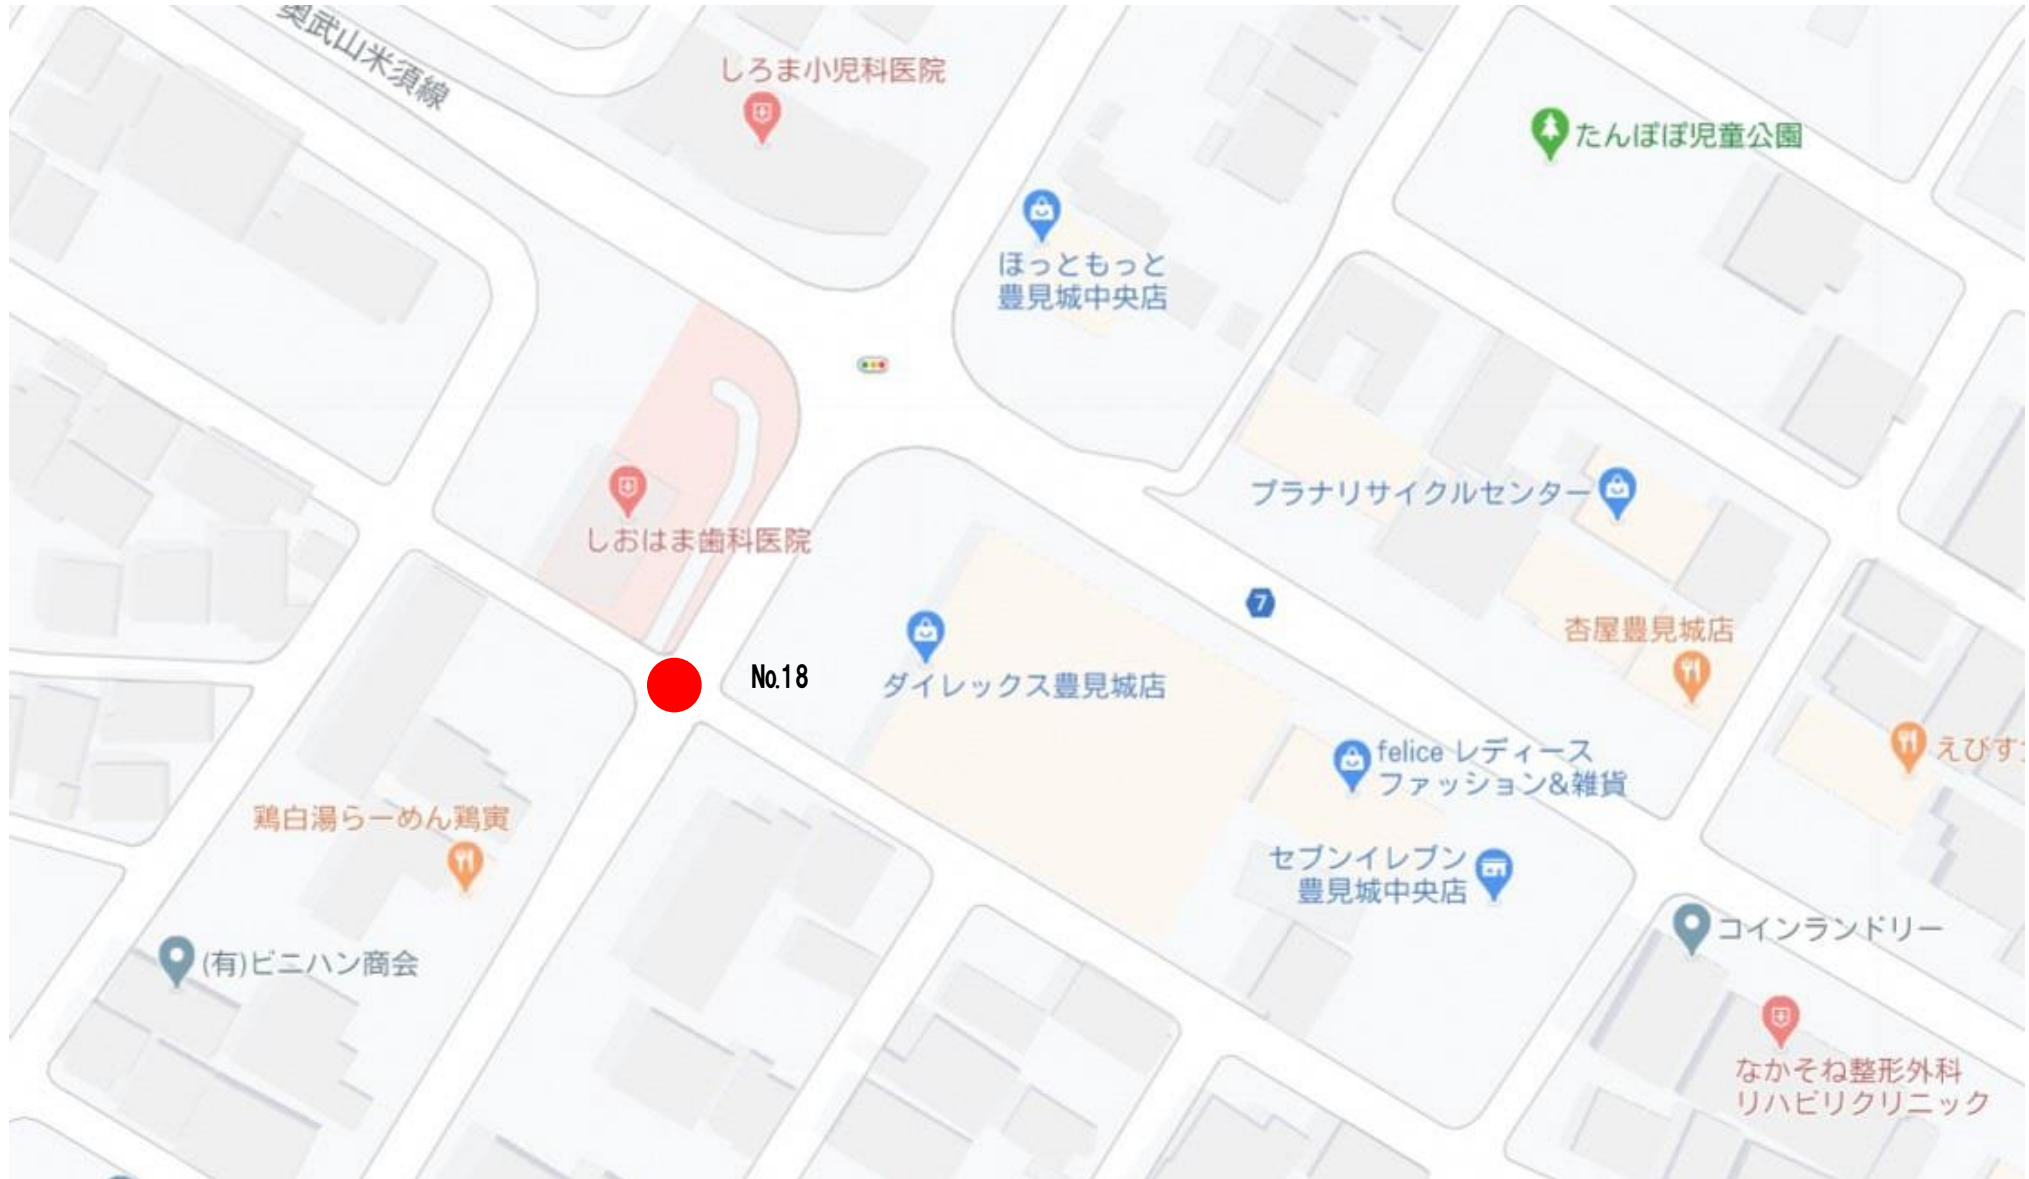 奥武山米須線
しろま小児科医院
たんぽぽ児童公園
ほっともっと
豊見城中央店
プラナリサイクルセンター
しおはま歯科医院
7
杏屋豊見城店
No.18
ダイレックス豊見城店
felice レディース
ファッション&雑貨
えびす
鶏白湯らーめん鶏寅
セブンイレブン
豊見城中央店
コインランドリー
(有)ビニハン商会
なかそね整形外科
リハビリクリニック